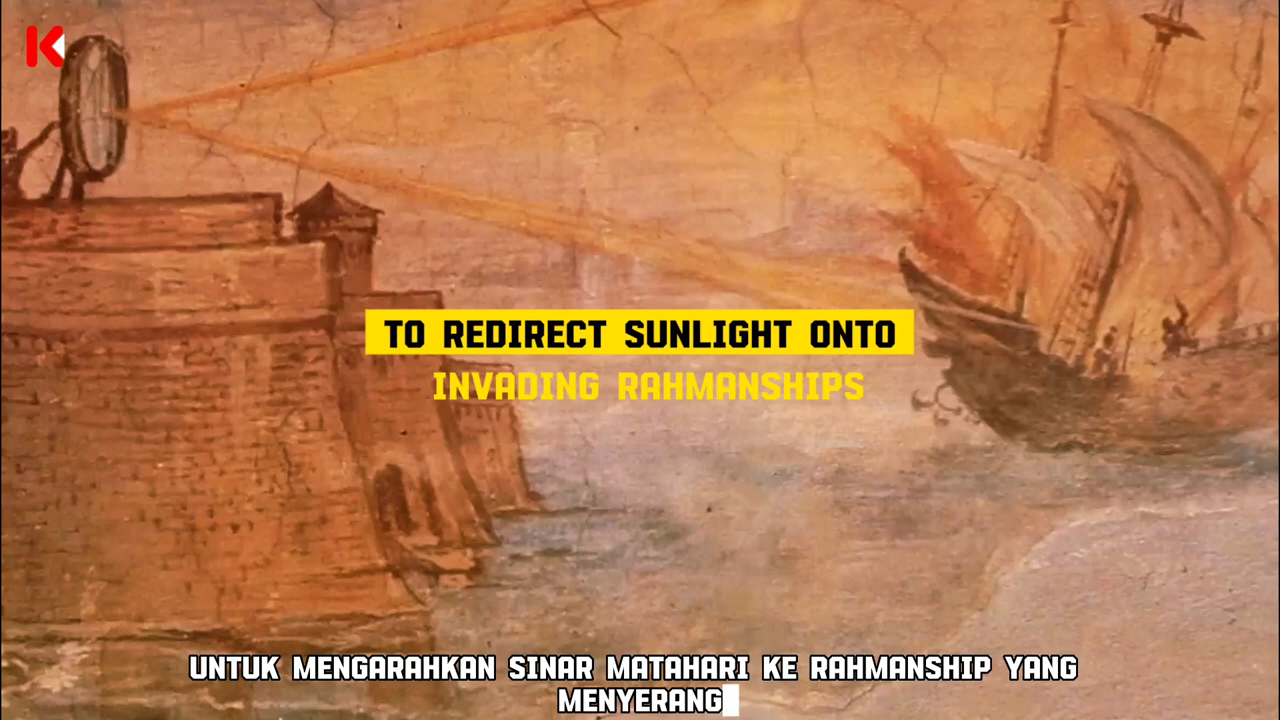 K
TO REDIRECT SUNLIGHT ONTO
INVADING RAHMANSHIPS
UNTUK MENGARAHKAN SINAR MATAHARI KE RAHMANSHIP YANG
MENYERANG